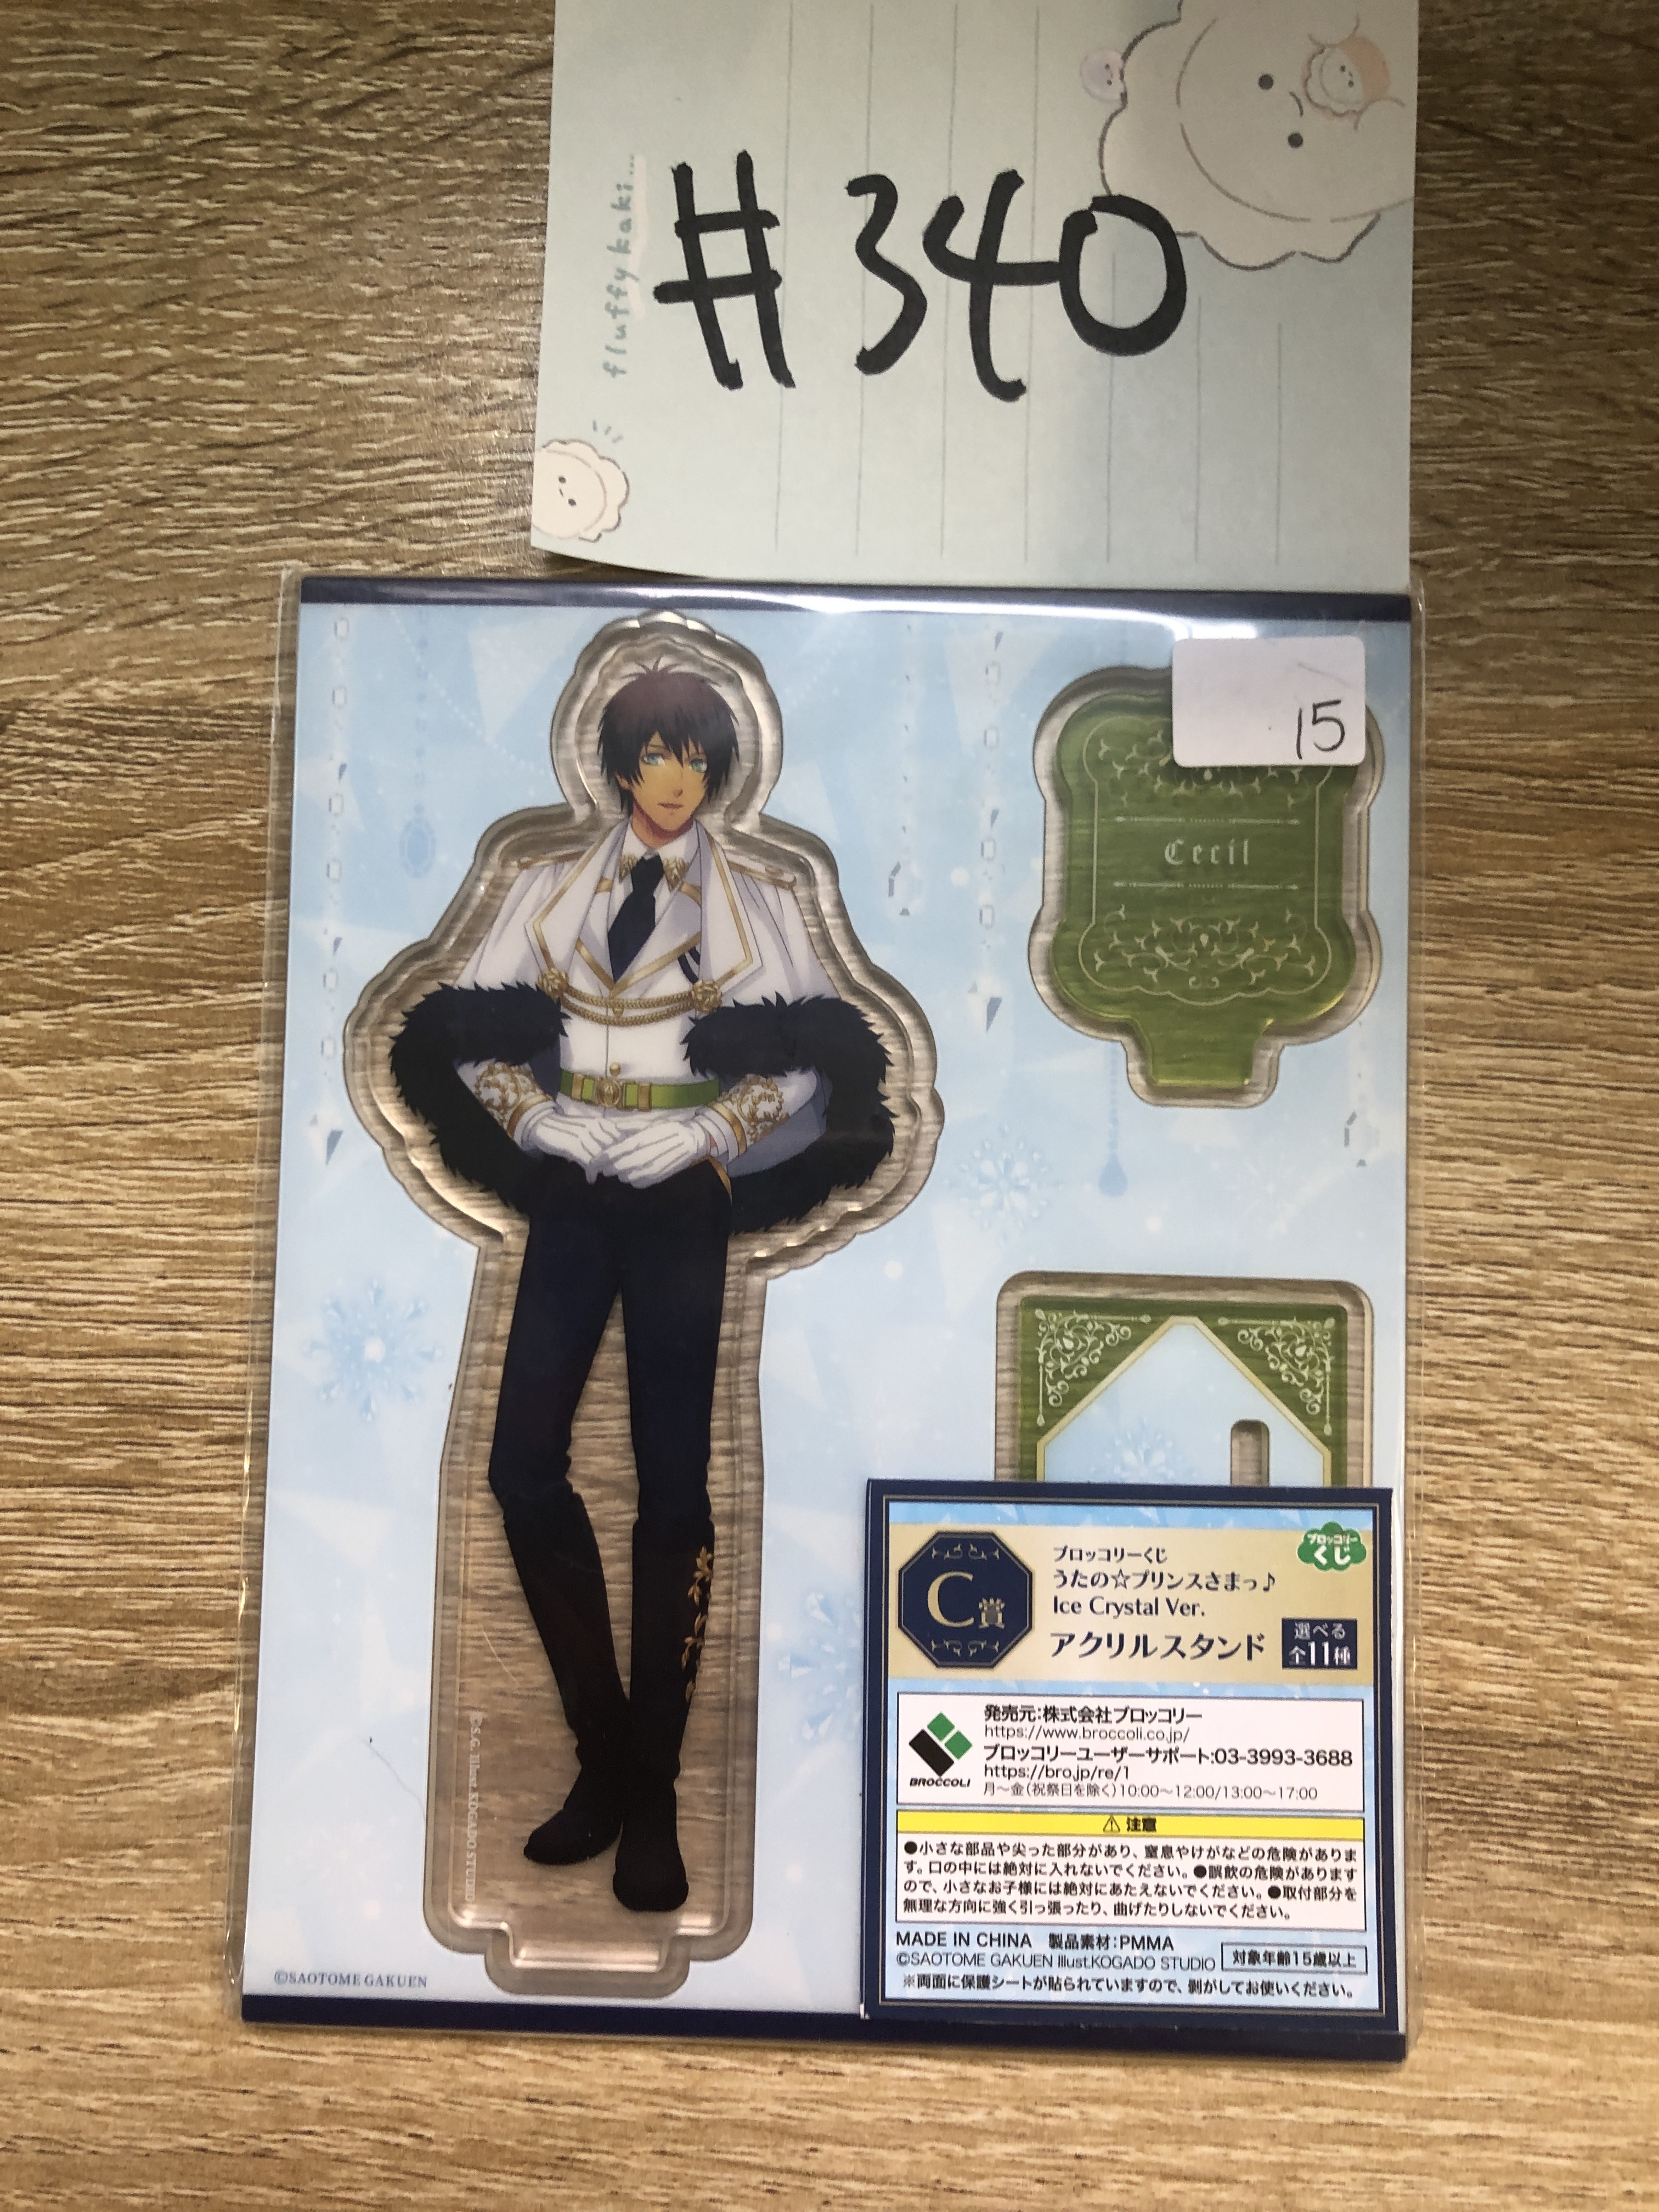 fluffy kaki...
#340
15
Cecil
C賞
ブロッコリーくじ
うたの☆プリンスさまっ♪
Ice Crystal Ver.
アクリルスタンド
選べる
全11種
ブロッコリー
くじ
BROCCOLI
発売元:株式会社ブロッコリー
https://www.broccoli.co.jp/
ブロッコリーユーザーサポート:03-3993-3688
https://bro.jp/re/1
月～金(祝祭日を除く)10:00～12:00/13:00～17:00
⚠注意
●小さな部品や尖った部分があり、窒息やけがなどの危険がありま
す。口の中には絶対に入れないでください。●誤飲の危険があります
ので、小さなお子様には絶対にあたえないでください。●取付部分を
無理な方向に強く引っ張ったり、曲げたりしないでください。
MADE IN CHINA 製品素材:PMMA
©SAOTOME GAKUEN Illust.KOGADO STUDIO
対象年齢15歳以上
※両面に保護シートが貼られていますので、剥がしてお使いください。
©S.G. Illust.KOGADO STUDIO
©SAOTOME GAKUEN